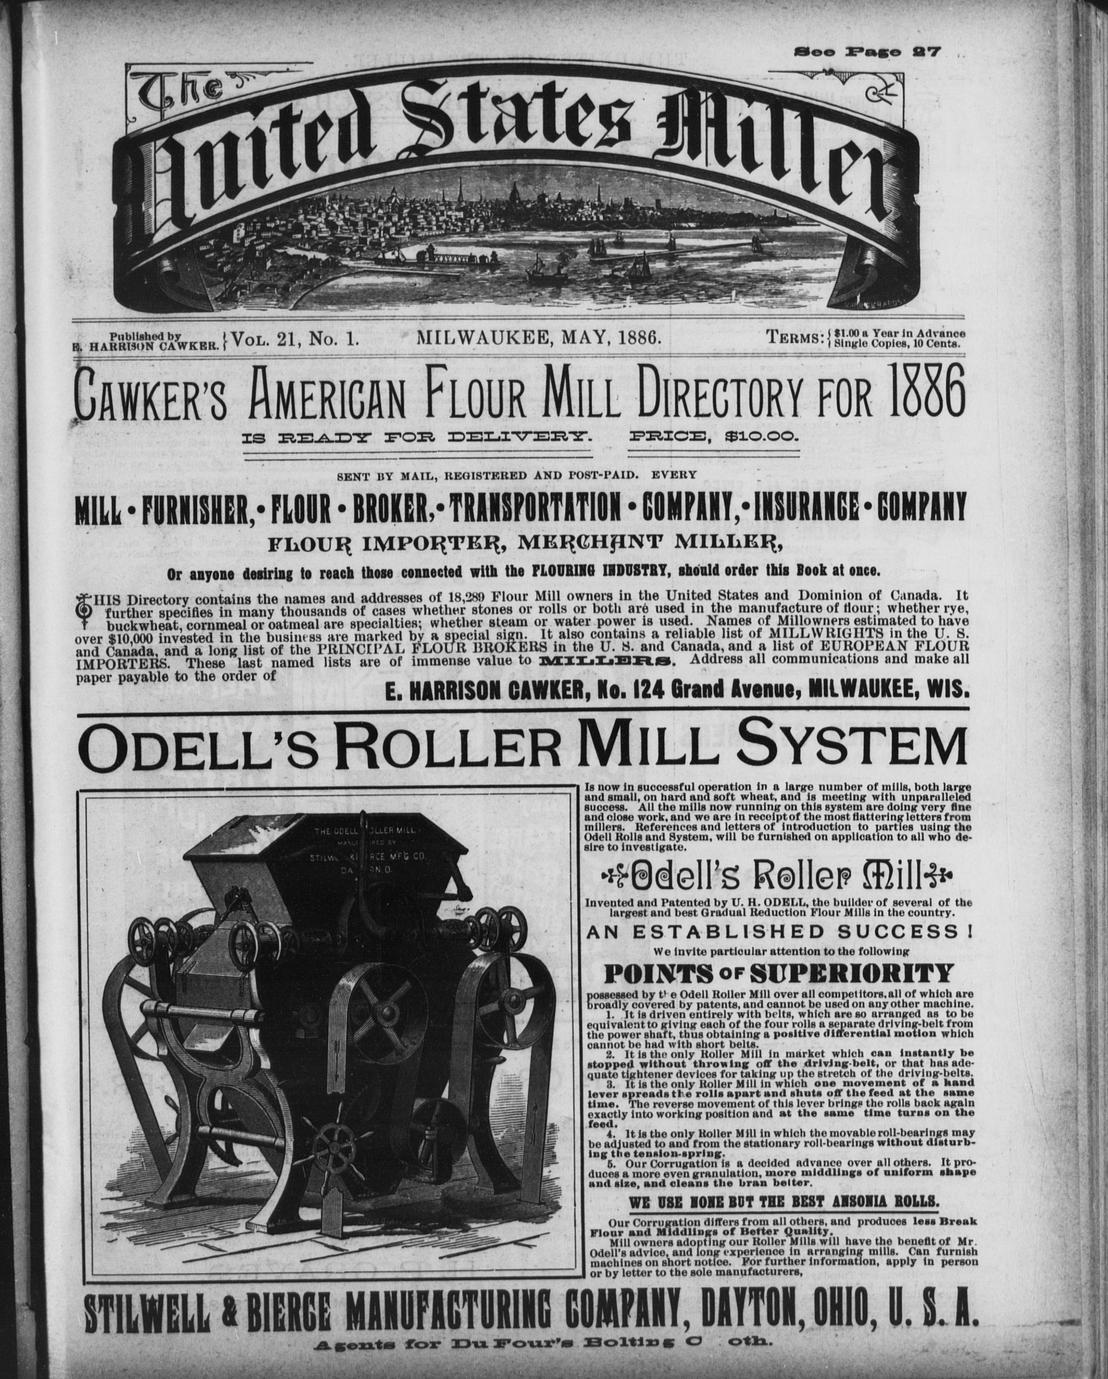 See Page 27
The
United States Miller
Published by
E. HARRISON CAWKER. } VOL. 21, No. 1. MILWAUKEE, MAY, 1886. TERMS: { $1.00 a Year in Advance
Single Copies, 10 Cents.
CAWKER'S AMERICAN FLOUR MILL DIRECTORY FOR 1886
IS READY FOR DELIVERY. PRICE, $10.00.
SENT BY MAIL, REGISTERED AND POST-PAID. EVERY
MILL · FURNISHER, · FLOUR · BROKER, · TRANSPORTATION · COMPANY, · INSURANCE · COMPANY
FLOUR IMPORTER, MERCHANT MILLER,
Or anyone desiring to reach those connected with the FLOURING INDUSTRY, should order this Book at once.
THIS Directory contains the names and addresses of 18,289 Flour Mill owners in the United States and Dominion of Canada. It
further specifies in many thousands of cases whether stones or rolls or both are used in the manufacture of flour; whether rye,
buckwheat, cornmeal or oatmeal are specialties; whether steam or water power is used. Names of Millowners estimated to have
over $10,000 invested in the business are marked by a special sign. It also contains a reliable list of MILLWRIGHTS in the U. S.
and Canada, and a long list of the PRINCIPAL FLOUR BROKERS in the U. S. and Canada, and a list of EUROPEAN FLOUR
IMPORTERS. These last named lists are of immense value to MILLERS. Address all communications and make all
paper payable to the order of
E. HARRISON CAWKER, No. 124 Grand Avenue, MILWAUKEE, WIS.
ODELL'S ROLLER MILL SYSTEM
THE ODELL ROLLER MILL
MANUFACTURED BY
STILWELL & BIERCE MF'G CO.
DAYTON.O.
Is now in successful operation in a large number of mills, both large
and small, on hard and soft wheat, and is meeting with unparalleled
success. All the mills now running on this system are doing very fine
and close work, and we are in receipt of the most flattering letters from
millers. References and letters of introduction to parties using the
Odell Rolls and System, will be furnished on application to all who de-
sire to investigate.
Odell's Roller Mill
Invented and Patented by U. H. ODELL, the builder of several of the
largest and best Gradual Reduction Flour Mills in the country.
AN ESTABLISHED SUCCESS!
We invite particular attention to the following
POINTS OF SUPERIORITY
possessed by the Odell Roller Mill over all competitors, all of which are
broadly covered by patents, and cannot be used on any other machine.
1. It is driven entirely with belts, which are so arranged as to be
equivalent to giving each of the four rolls a separate driving-belt from
the power shaft, thus obtaining a positive differential motion which
cannot be had with short belts.
2. It is the only Roller Mill in market which can instantly be
stopped without throwing off the driving-belt, or that has ade-
quate tightener devices for taking up the stretch of the driving-belts.
3. It is the only Roller Mill in which one movement of a hand
lever spreads the rolls apart and shuts off the feed at the same
time. The reverse movement of this lever brings the rolls back again
exactly into working position and at the same time turns on the
feed.
4. It is the only Roller Mill in which the movable roll-bearings may
be adjusted to and from the stationary roll-bearings without disturb-
ing the tension-spring.
5. Our Corrugation is a decided advance over all others. It pro-
duces a more even granulation, more middlings of uniform shape
and size, and cleans the bran better.
WE USE NONE BUT THE BEST ANSONIA ROLLS.
Our Corrugation differs from all others, and produces less Break
Flour and Middlings of Better Quality.
Mill owners adopting our Roller Mills will have the benefit of Mr.
Odell's advice, and long experience in arranging mills. Can furnish
machines on short notice. For further information, apply in person
or by letter to the sole manufacturers,
STILWELL & BIERCE MANUFACTURING COMPANY, DAYTON, OHIO, U. S. A.
Agents for Du Four's Bolting C oth.